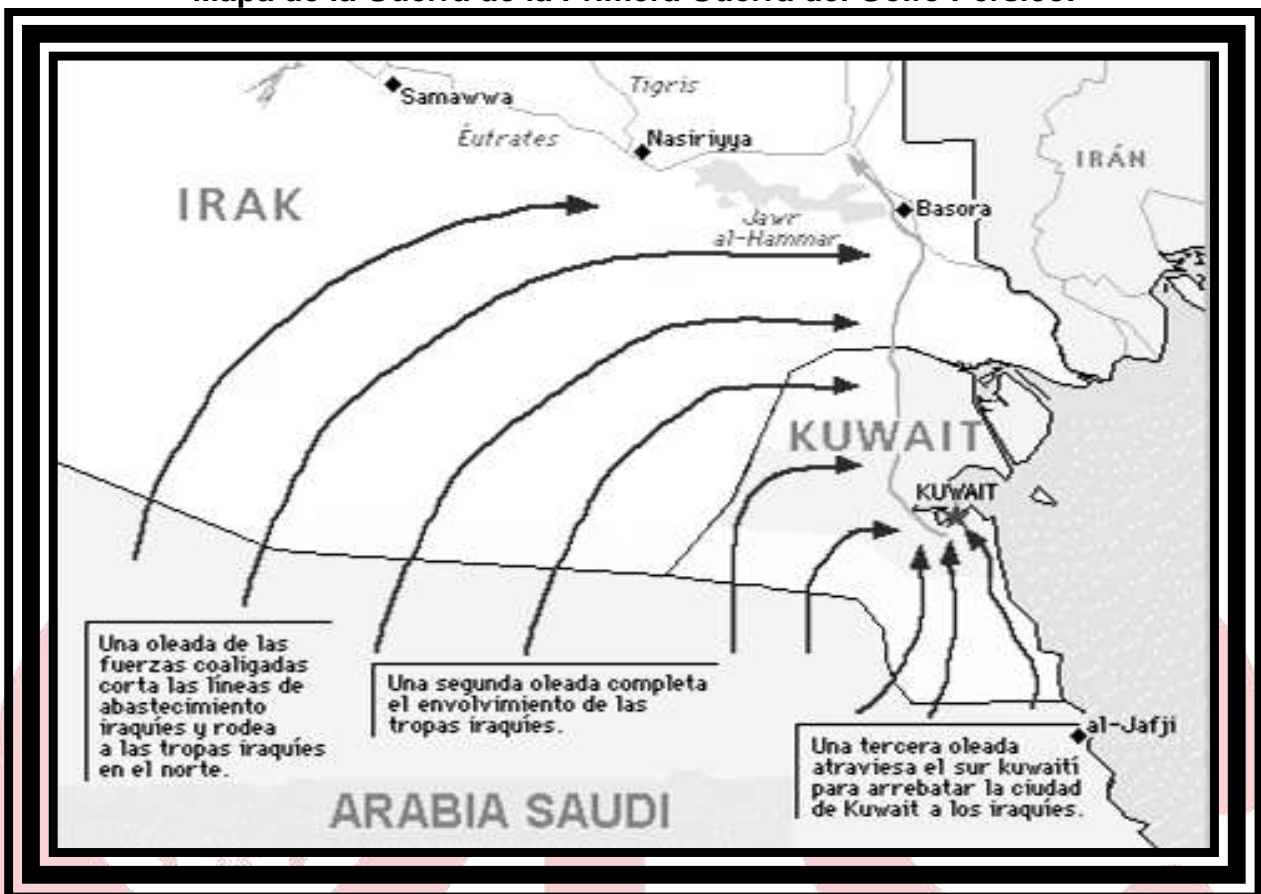 Mapa de la Guerra de la Primera Guerra del Golfo Pérsico.
Samawwa
Tigris
Éufrates
Nasiriyya
IRÁN
IRAK
Basora
Jawr
al-Hammar
KUWAIT
KUWAIT
Una oleada de las
fuerzas coaligadas
corta las líneas de
abastecimiento
iraquíes y rodea
a las tropas iraquíes
en el norte.
Una segunda oleada completa
el envolvimiento de las
tropas iraquíes.
al-Jafji
Una tercera oleada
atraviesa el sur kuwaití
para arrebatar la ciudad
de Kuwait a los iraquíes.
ARABIA SAUDI